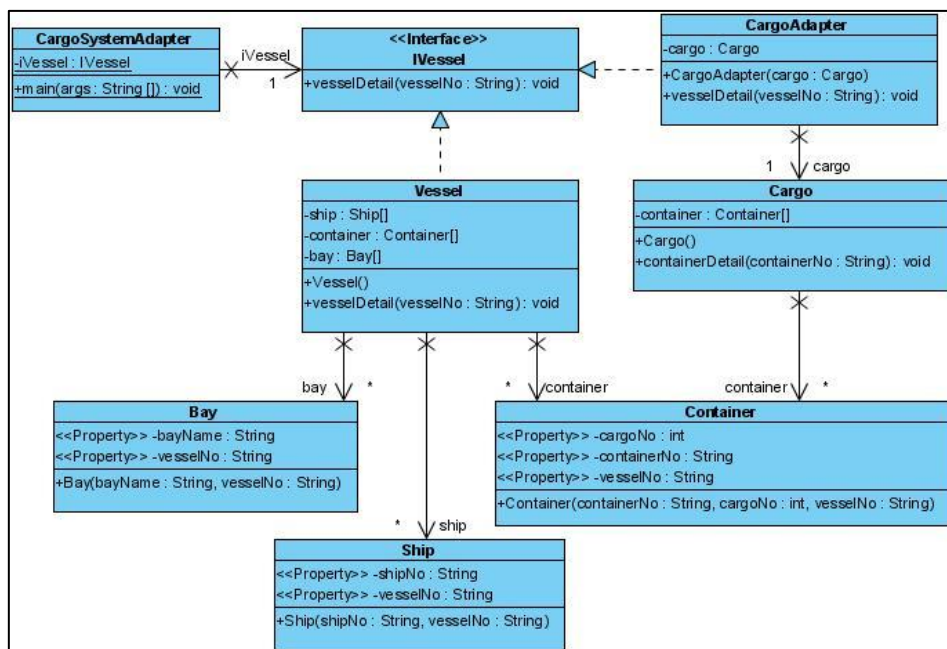 CargoSystemAdapter
-iVessel : IVessel
+main(args : String []) : void
iVessel
1
<<Interface>>
IVessel
+vesselDetail(vesselNo : String) : void
CargoAdapter
-cargo : Cargo
+CargoAdapter(cargo : Cargo)
+vesselDetail(vesselNo : String) : void
1
cargo
Vessel
-ship : Ship[]
-container : Container[]
-bay : Bay[]
+Vessel()
+vesselDetail(vesselNo : String) : void
Cargo
-container : Container[]
+Cargo()
+containerDetail(containerNo : String) : void
bay
*
*
container
container
*
Bay
<<Property>> -bayName : String
<<Property>> -vesselNo : String
+Bay(bayName : String, vesselNo : String)
Container
<<Property>> -cargoNo : int
<<Property>> -containerNo : String
<<Property>> -vesselNo : String
+Container(containerNo : String, cargoNo : int, vesselNo : String)
*
ship
Ship
<<Property>> -shipNo : String
<<Property>> -vesselNo : String
+Ship(shipNo : String, vesselNo : String)